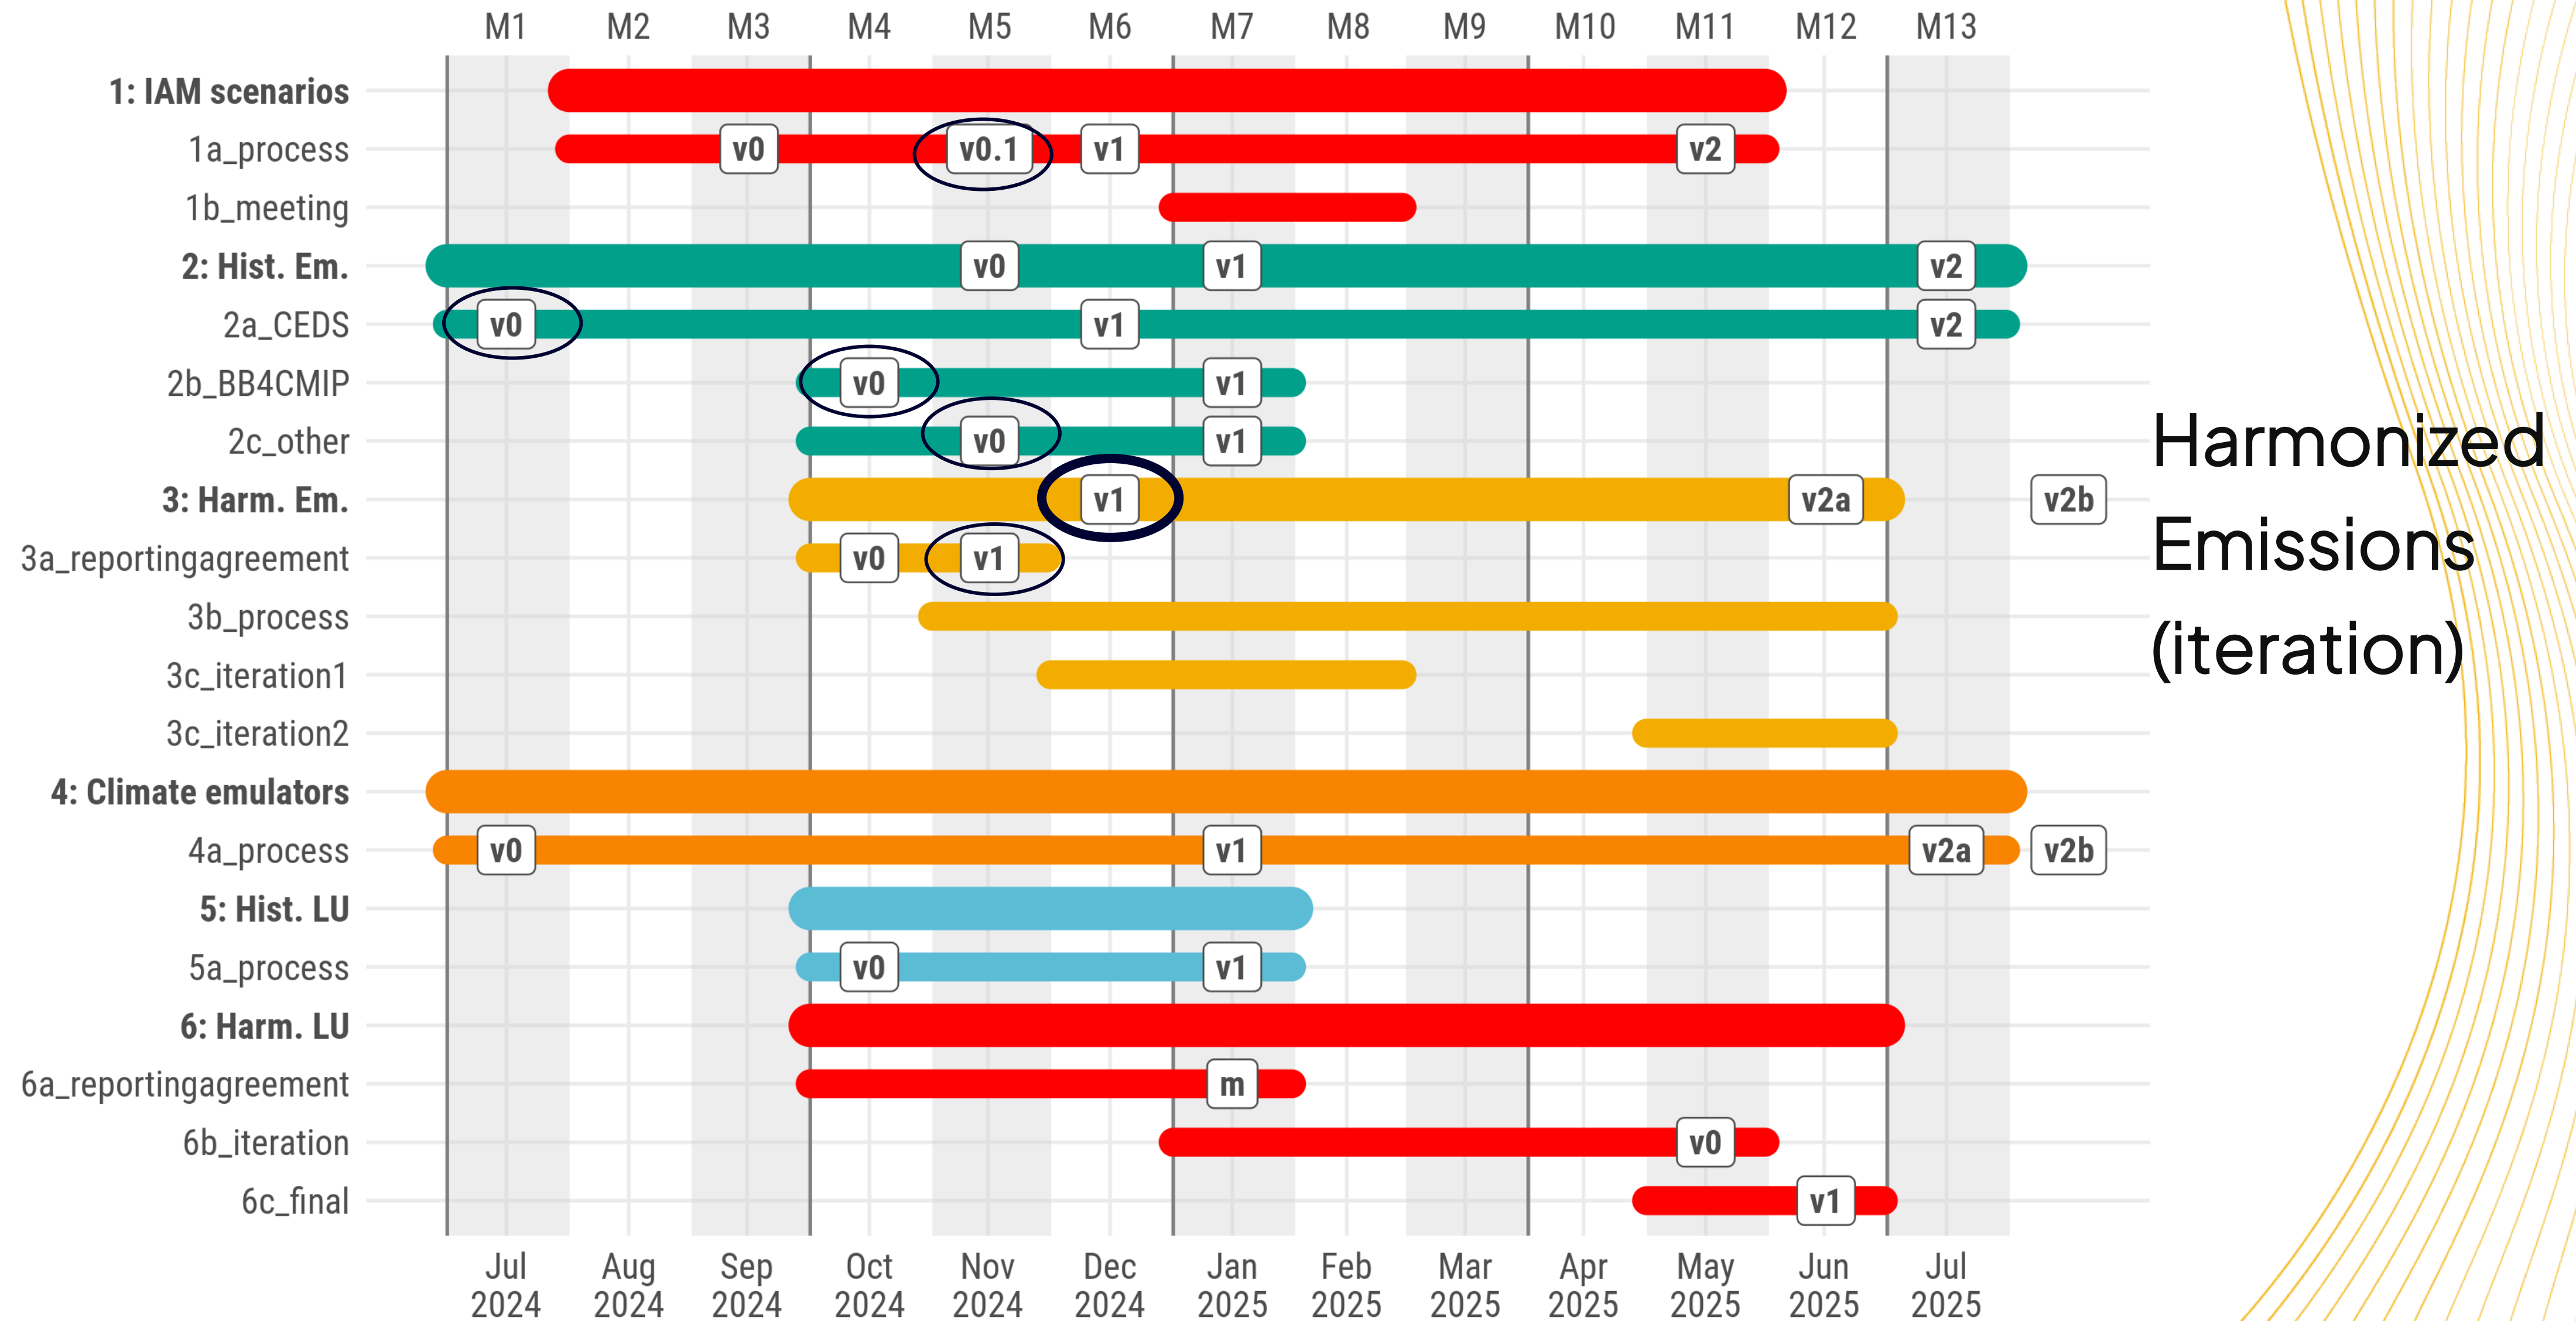 M1 M2 M3 M4 M5 M6 M7 M8 M9 M10 M11 M12 M13
1: IAM scenarios
1a_process v0 v0.1 v1 v2
1b_meeting
2: Hist. Em. v0 v1 v2
2a_CEDS v0 v1 v2
2b_BB4CMIP v0 v1
2c_other v0 v1
3: Harm. Em. v1 v2a v2b
3a_reportingagreement v0 v1
3b_process
3c_iteration1
3c_iteration2
4: Climate emulators
4a_process v0 v1 v2a v2b
5: Hist. LU
5a_process v0 v1
6: Harm. LU
6a_reportingagreement m
6b_iteration v0
6c_final v1
Jul Aug Sep Oct Nov Dec Jan Feb Mar Apr May Jun Jul
2024 2024 2024 2024 2024 2024 2025 2025 2025 2025 2025 2025 2025
Harmonized
Emissions
(iteration)